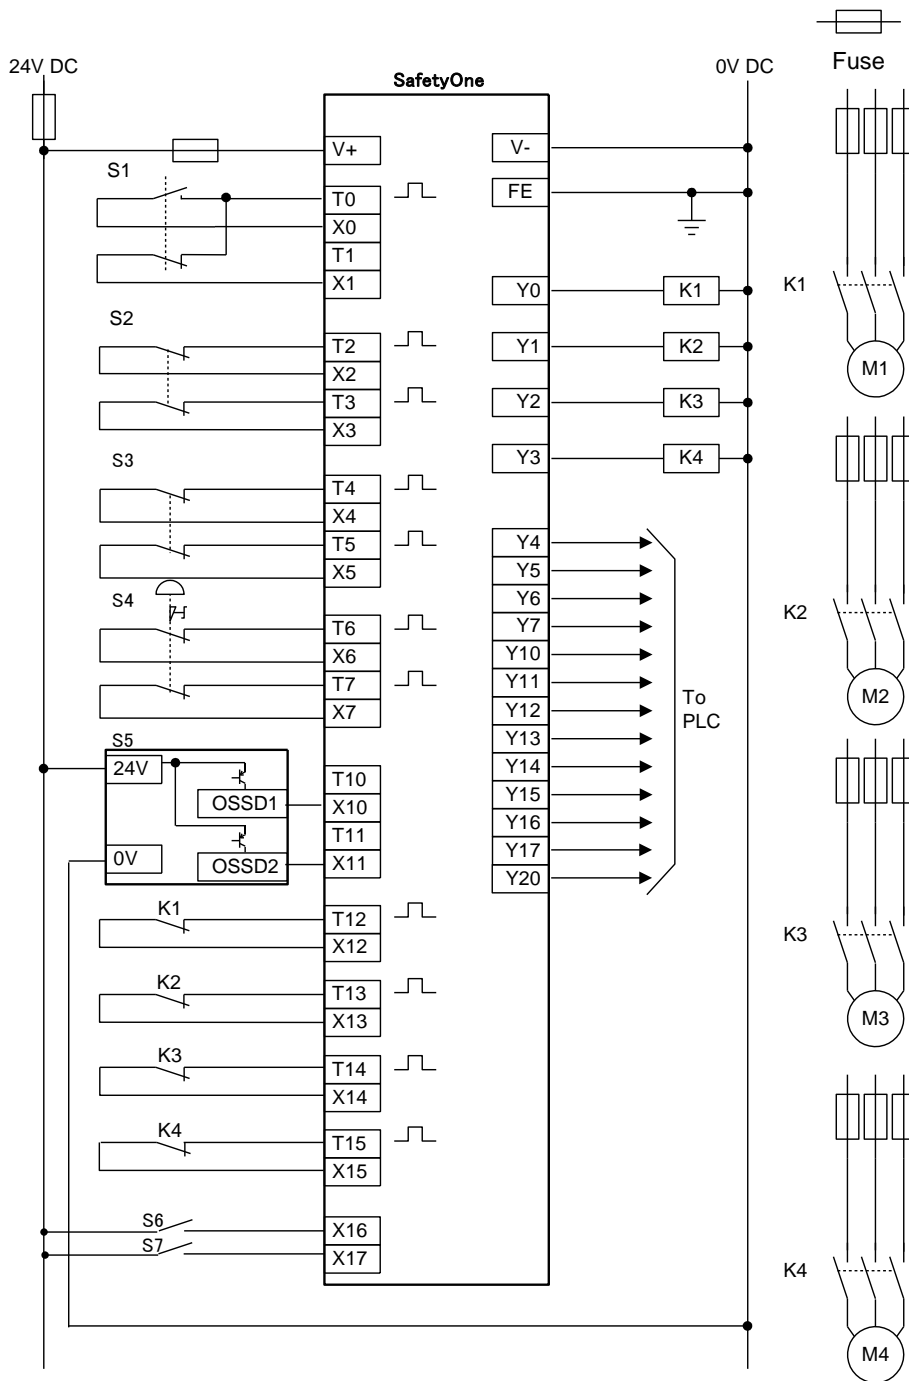 Fuse
24V DC
SafetyOne
0V DC
V+
V-
S1
T0
X0
T1
X1
FE
Y0
K1
S2
T2
X2
T3
X3
Y1
K2
Y2
K3
S3
T4
X4
T5
X5
Y3
K4
Y4
Y5
Y6
Y7
Y10
Y11
Y12
Y13
Y14
Y15
Y16
Y17
Y20
To
PLC
S4
T6
X6
T7
X7
S5
24V
OSSD1
0V
OSSD2
T10
X10
T11
X11
K1
T12
X12
K2
T13
X13
K3
T14
X14
K4
T15
X15
S6
X16
S7
X17
K1
M1
K2
M2
K3
M3
K4
M4